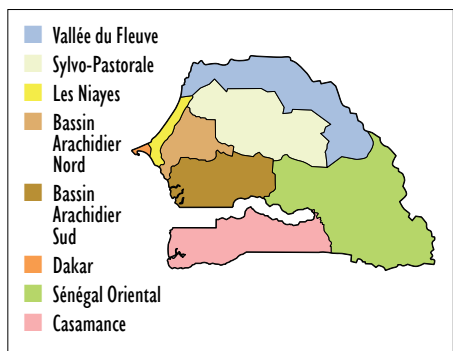 Vallée du Fleuve
Sylvo-Pastorale
Les Niayes
Bassin
Arachidier
Nord
Bassin
Arachidier
Sud
Dakar
Sénégal Oriental
Casamance